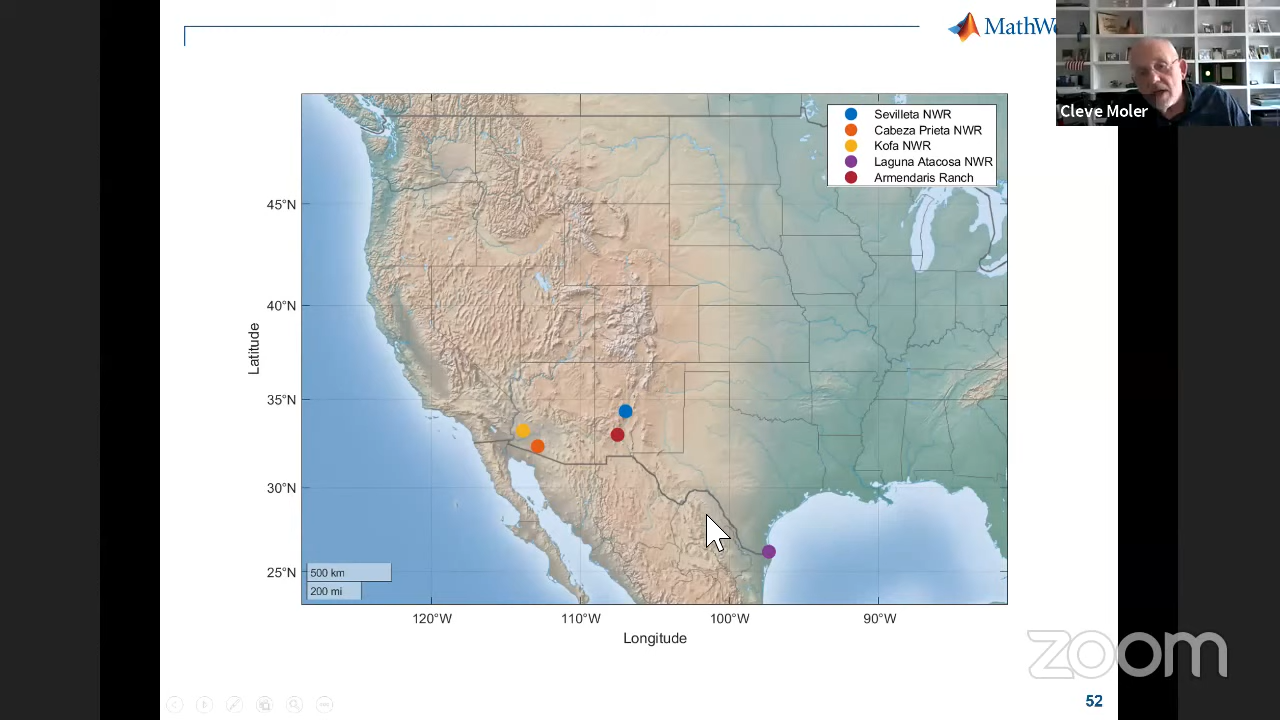 MathWo
Cleve Moler
Sevilleta NWR
Cabeza Prieta NWR
Kofa NWR
Laguna Atacosa NWR
Armendaris Ranch
45°N
40°N
35°N
30°N
25°N
Latitude
500 km
200 mi
120°W
110°W
100°W
90°W
Longitude
zoom
52